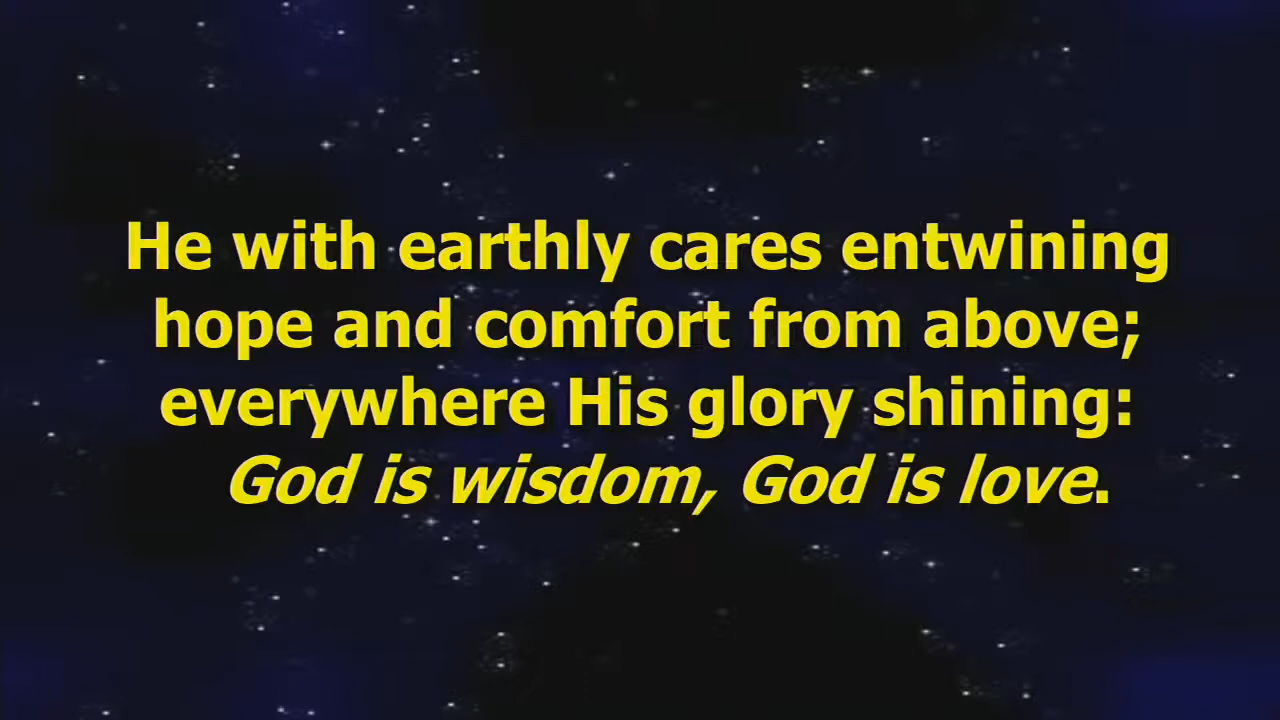 He with earthly cares entwining
hope and comfort from above;
everywhere His glory shining:
God is wisdom, God is love.